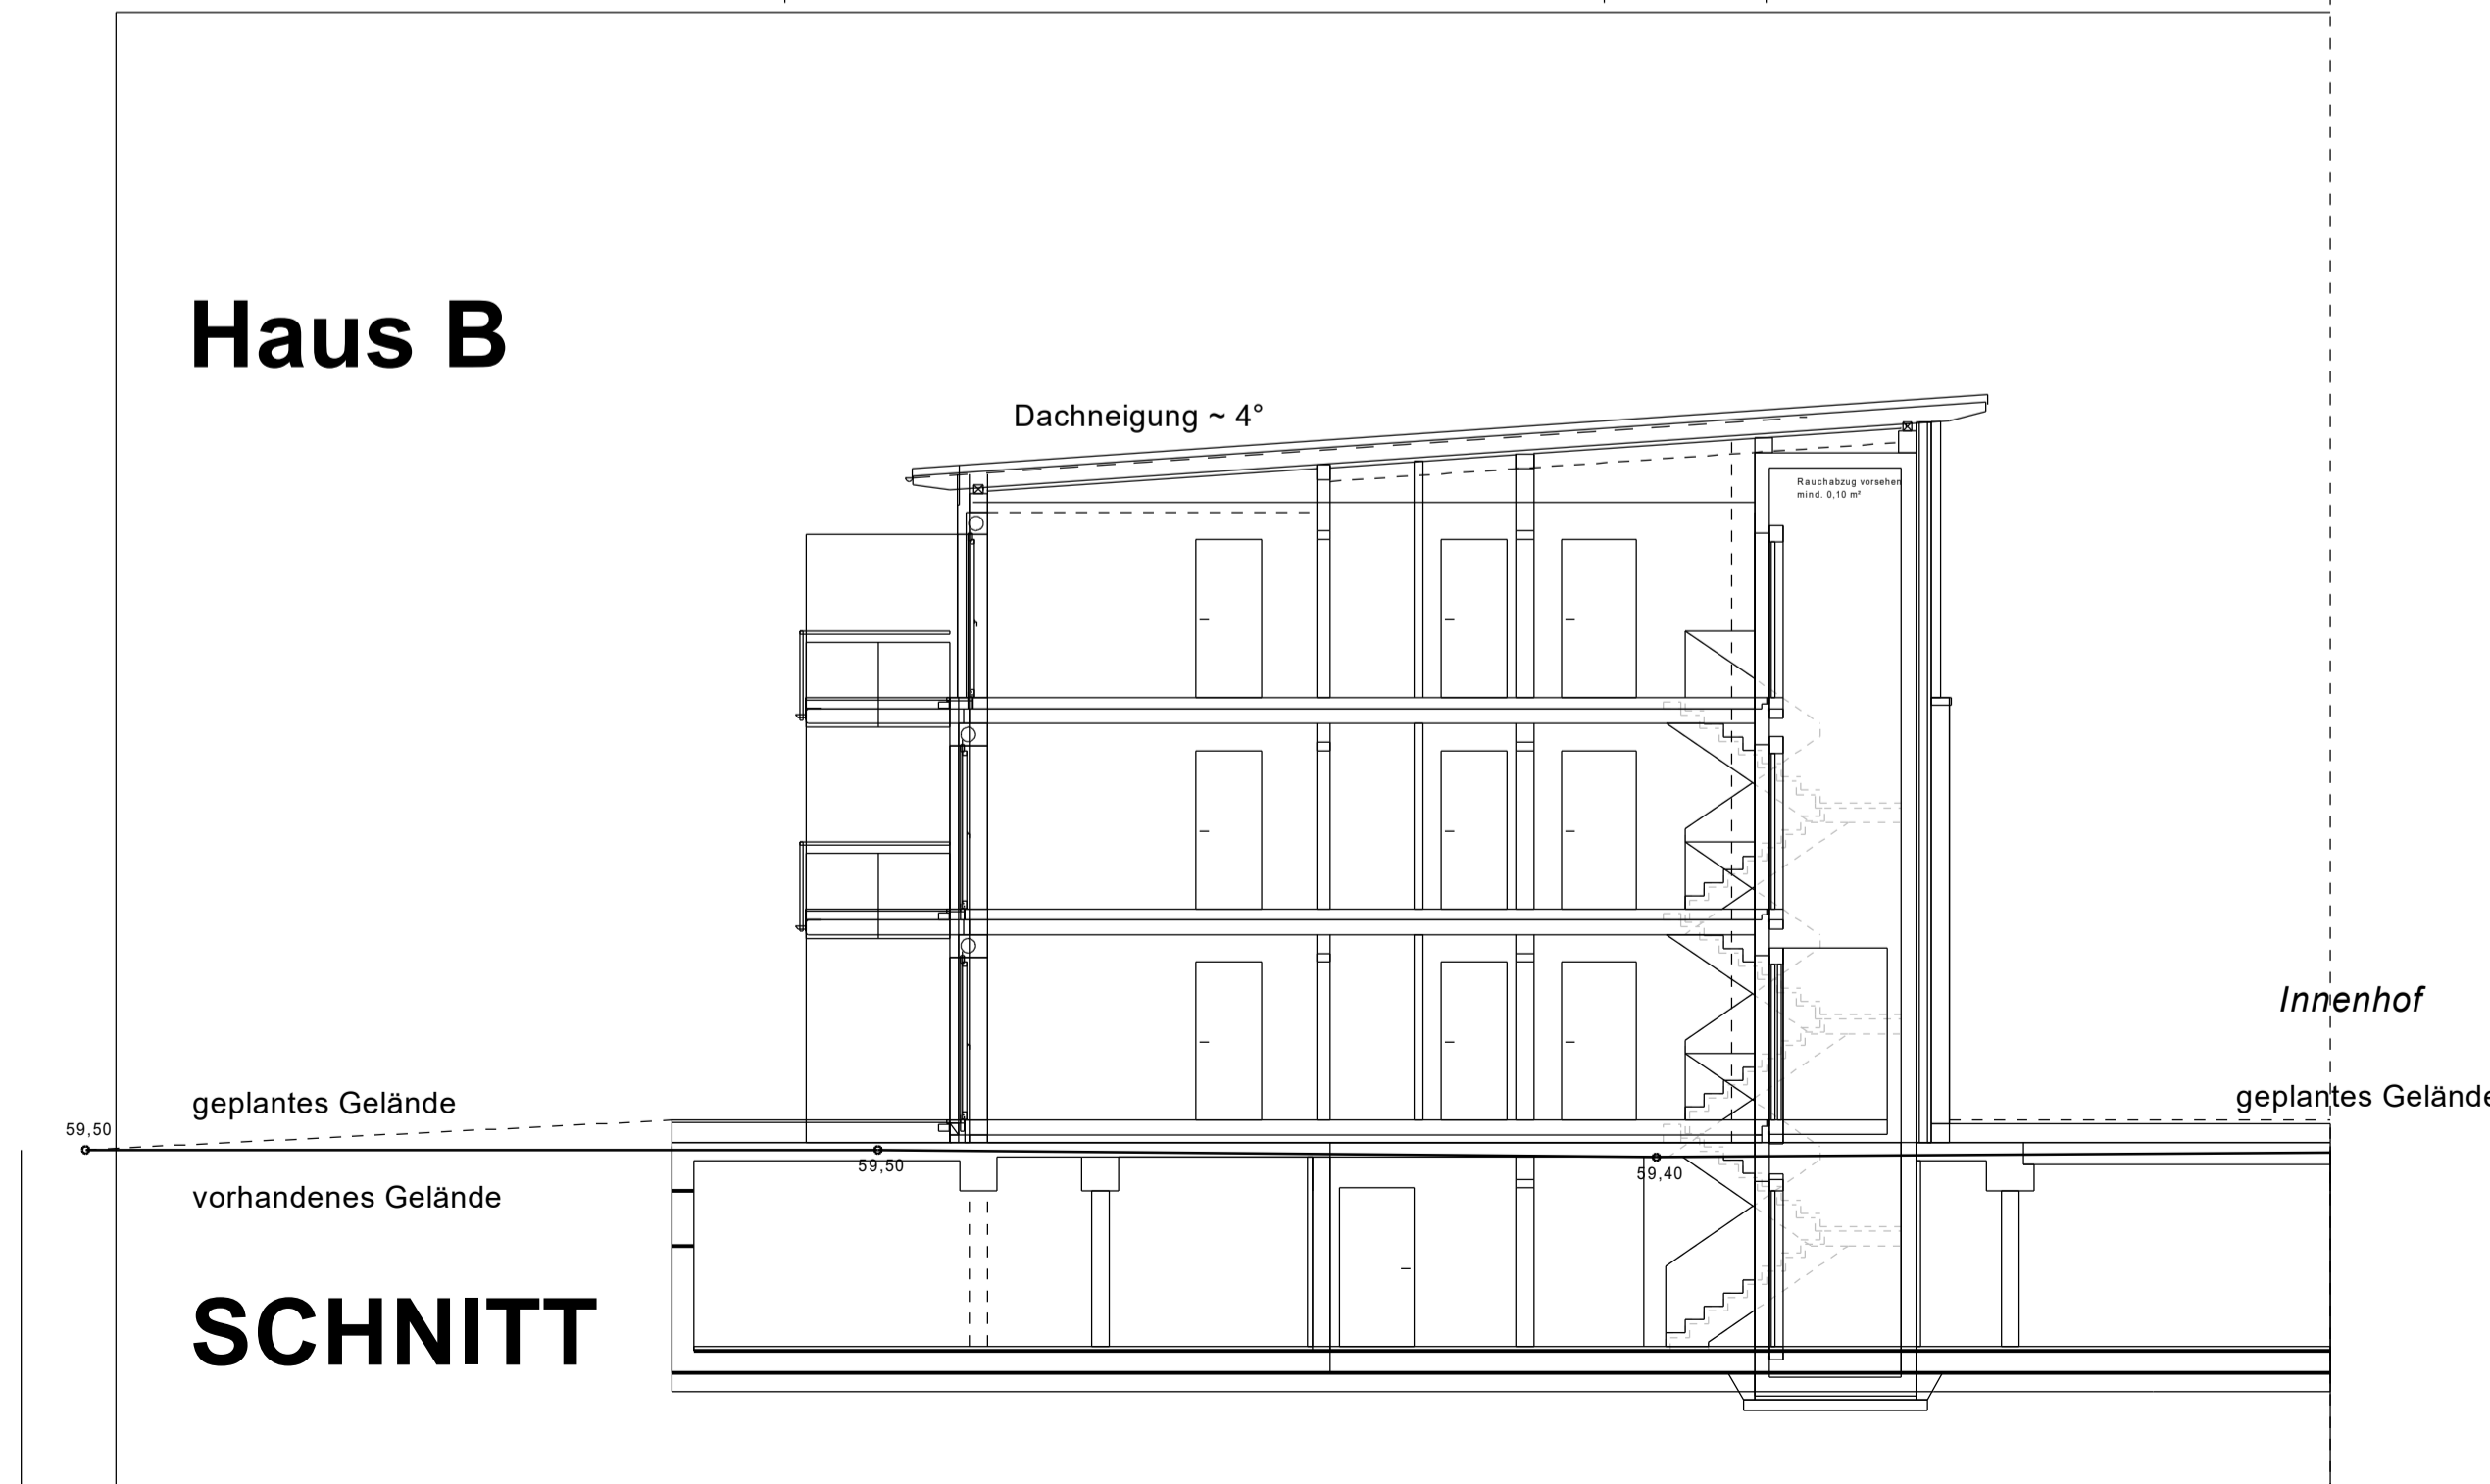 Haus B
Dachneigung ~ 4°
Rauchabzug vorsehen
mind. 0,10 m²
Innenhof
geplantes Gelände
geplantes Gelände
59,50
59,50
59,40
vorhandenes Gelände
SCHNITT